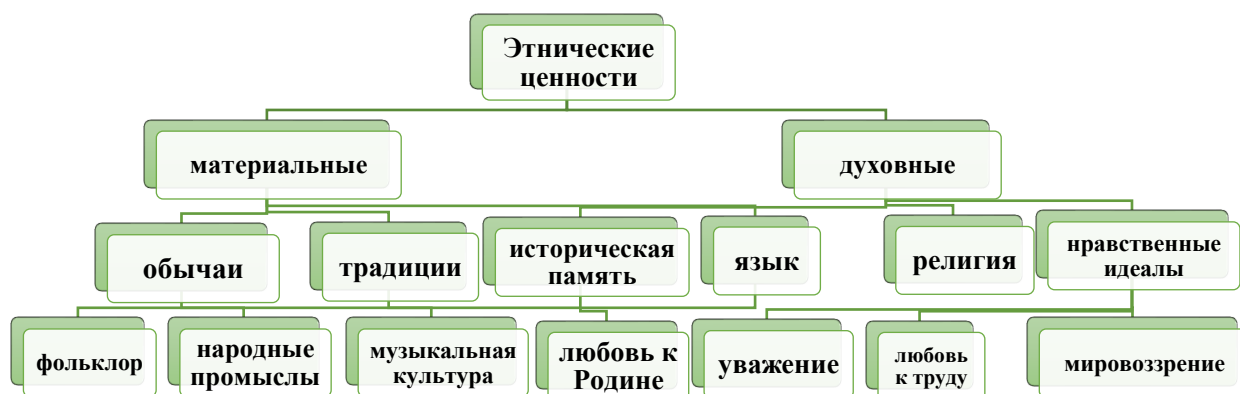 Этнические
ценности
материальные
духовные
обычаи
традиции
историческая
память
язык
религия
нравственные
идеалы
фольклор
народные
промыслы
музыкальная
культура
любовь к
Родине
уважение
любовь
к труду
мировоззрение